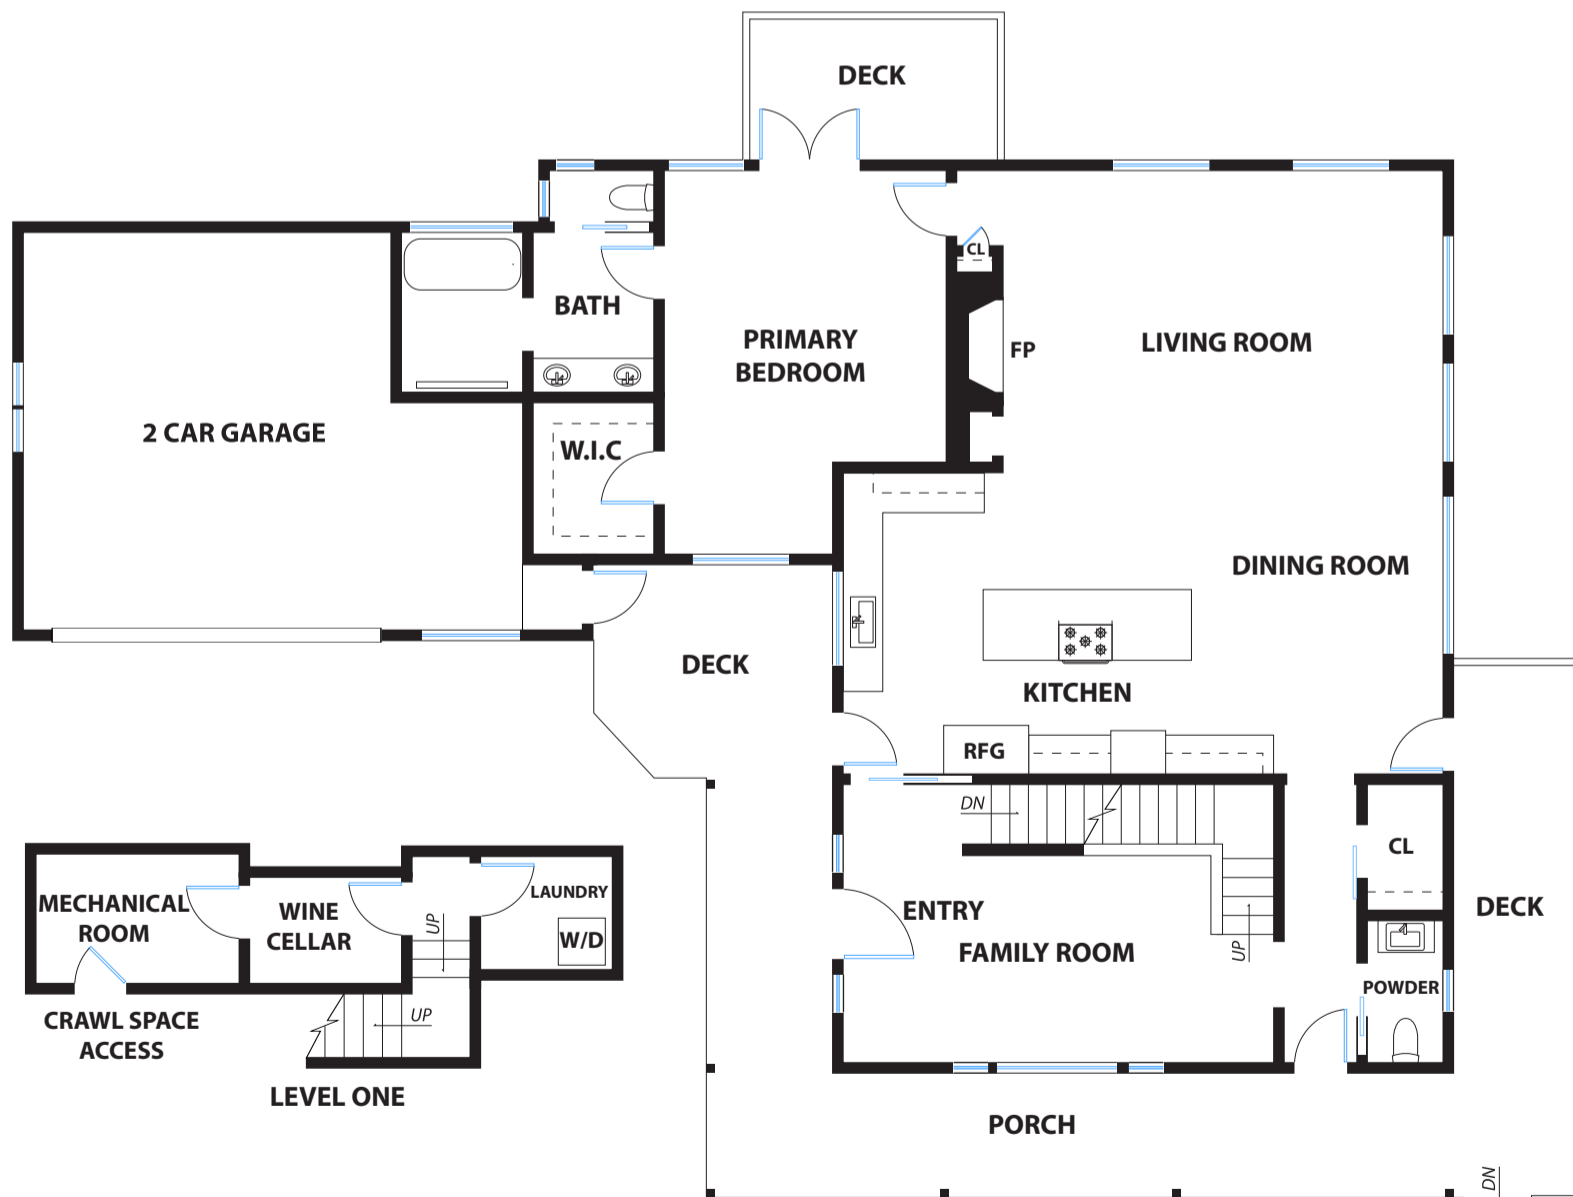 DECK
CL
BATH
PRIMARY
BEDROOM
FP
LIVING ROOM
2 CAR GARAGE
W.I.C
DINING ROOM
DECK
KITCHEN
RFG
DN
CL
MECHANICAL
ROOM
WINE
CELLAR
UP
LAUNDRY
W/D
ENTRY
FAMILY ROOM
UP
DECK
POWDER
CRAWL SPACE
ACCESS
UP
LEVEL ONE
PORCH
DN